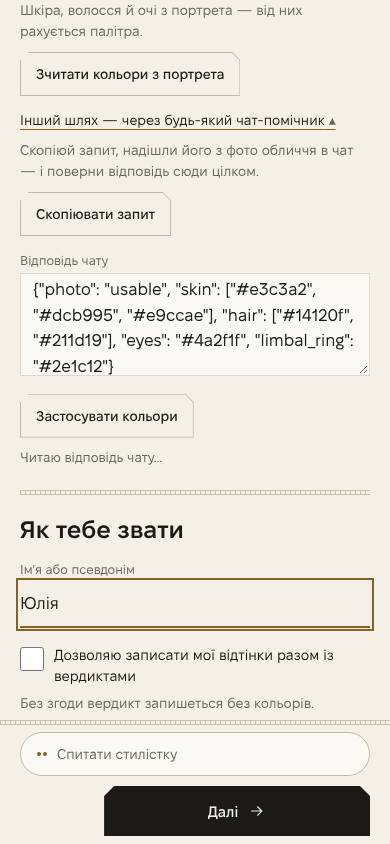 Шкіра, волосся й очі з портрета — від них
рахується палітра.
Зчитати кольори з портрета
Інший шлях — через будь-який чат-помічник ▲
Скопіюй запит, надішли його з фото обличчя в чат
— і поверни відповідь сюди цілком.
Скопіювати запит
Відповідь чату
{"photo": "usable", "skin": ["#e3c3a2",
"#dcb995", "#e9ccae"], "hair": ["#14120f",
"#211d19"], "eyes": "#4a2f1f", "limbal_ring":
"#2e1c12"}
Застосувати кольори
Читаю відповідь чату…
Як тебе звати
Ім'я або псевдонім
Юлія
Дозволяю записати мої відтінки разом із
вердиктами
Без згоди вердикт запишеться без кольорів.
Спитати стилістку
Далі →